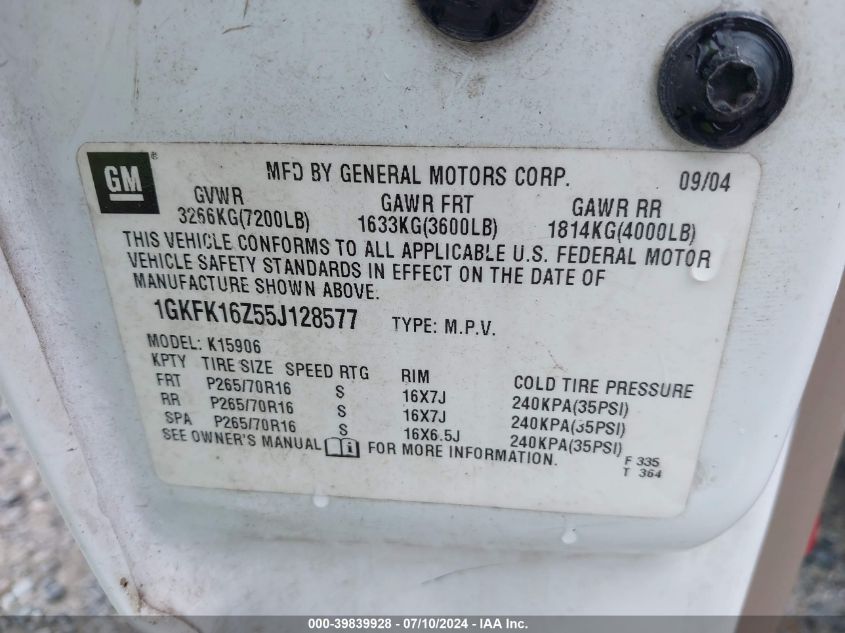 GM ®
MFD BY GENERAL MOTORS CORP. 09/04
GVWR GAWR FRT GAWR RR
3266KG(7200LB) 1633KG(3600LB) 1814KG(4000LB)
THIS VEHICLE CONFORMS TO ALL APPLICABLE U.S. FEDERAL MOTOR
VEHICLE SAFETY STANDARDS IN EFFECT ON THE DATE OF
MANUFACTURE SHOWN ABOVE.
1GKFK16Z55J128577 TYPE: M.P.V.
MODEL: K15906
KPTY TIRE SIZE SPEED RTG RIM COLD TIRE PRESSURE
FRT P265/70R16 S 16X7J 240KPA(35PSI)
RR P265/70R16 S 16X7J 240KPA(35PSI)
SPA P265/70R16 S 16X6.5J 240KPA(35PSI)
SEE OWNER'S MANUAL i FOR MORE INFORMATION.
F 335
T 364
000-39839928 - 07/10/2024 - IAA Inc.